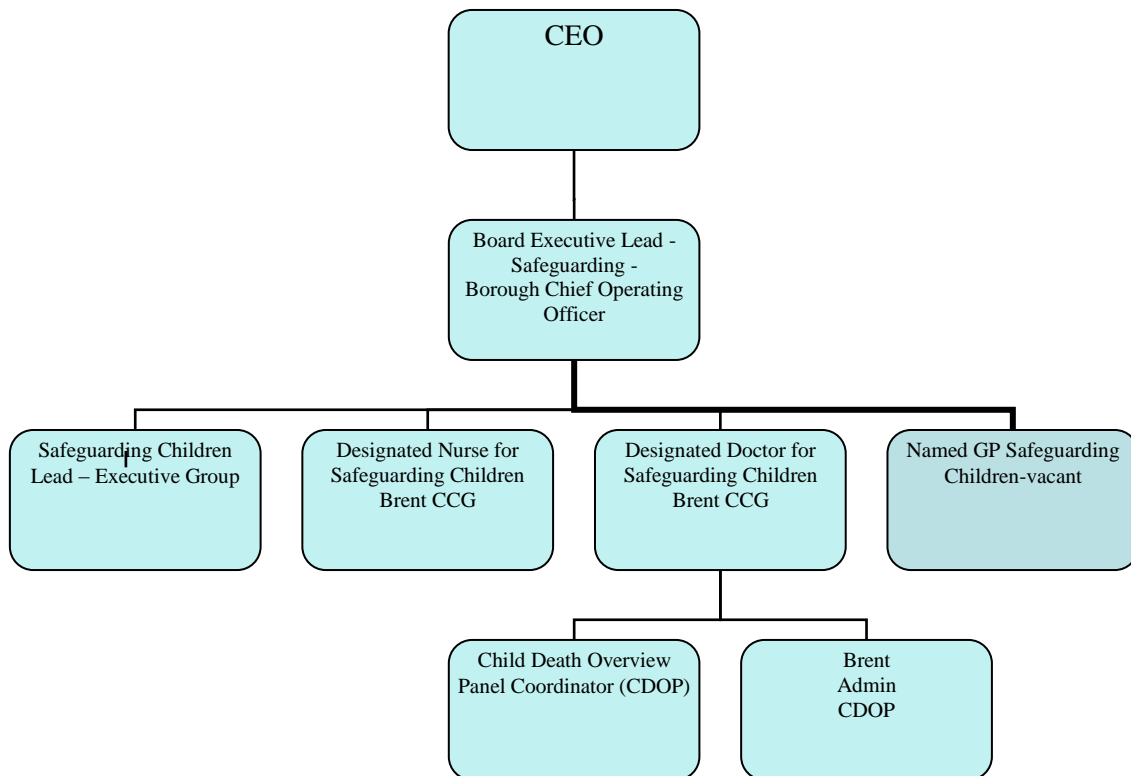 CEO
Board Executive Lead -
Safeguarding -
Borough Chief Operating
Officer
Safeguarding Children
Lead – Executive Group
Designated Nurse for
Safeguarding Children
Brent CCG
Designated Doctor for
Safeguarding Children
Brent CCG
Named GP Safeguarding
Children-vacant
Child Death Overview
Panel Coordinator (CDOP)
Brent
Admin
CDOP